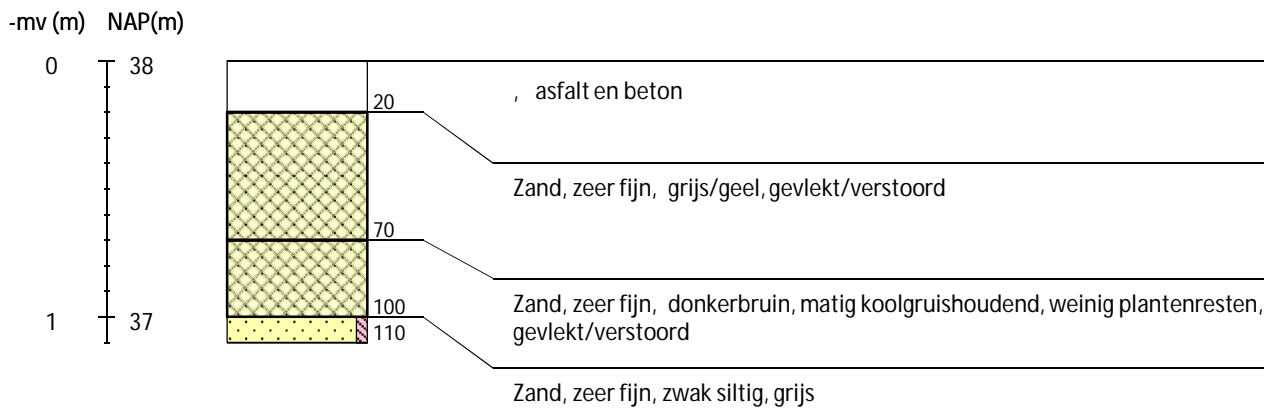 -mv (m) NAP(m)
0 38
, asfalt en beton
20
Zand, zeer fijn, grijs/geel, gevlekt/verstoord
70
Zand, zeer fijn, donkerbruin, matig koolgruishoudend, weinig plantenresten,
gevlekt/verstoord
100
1 37
110
Zand, zeer fijn, zwak siltig, grijs